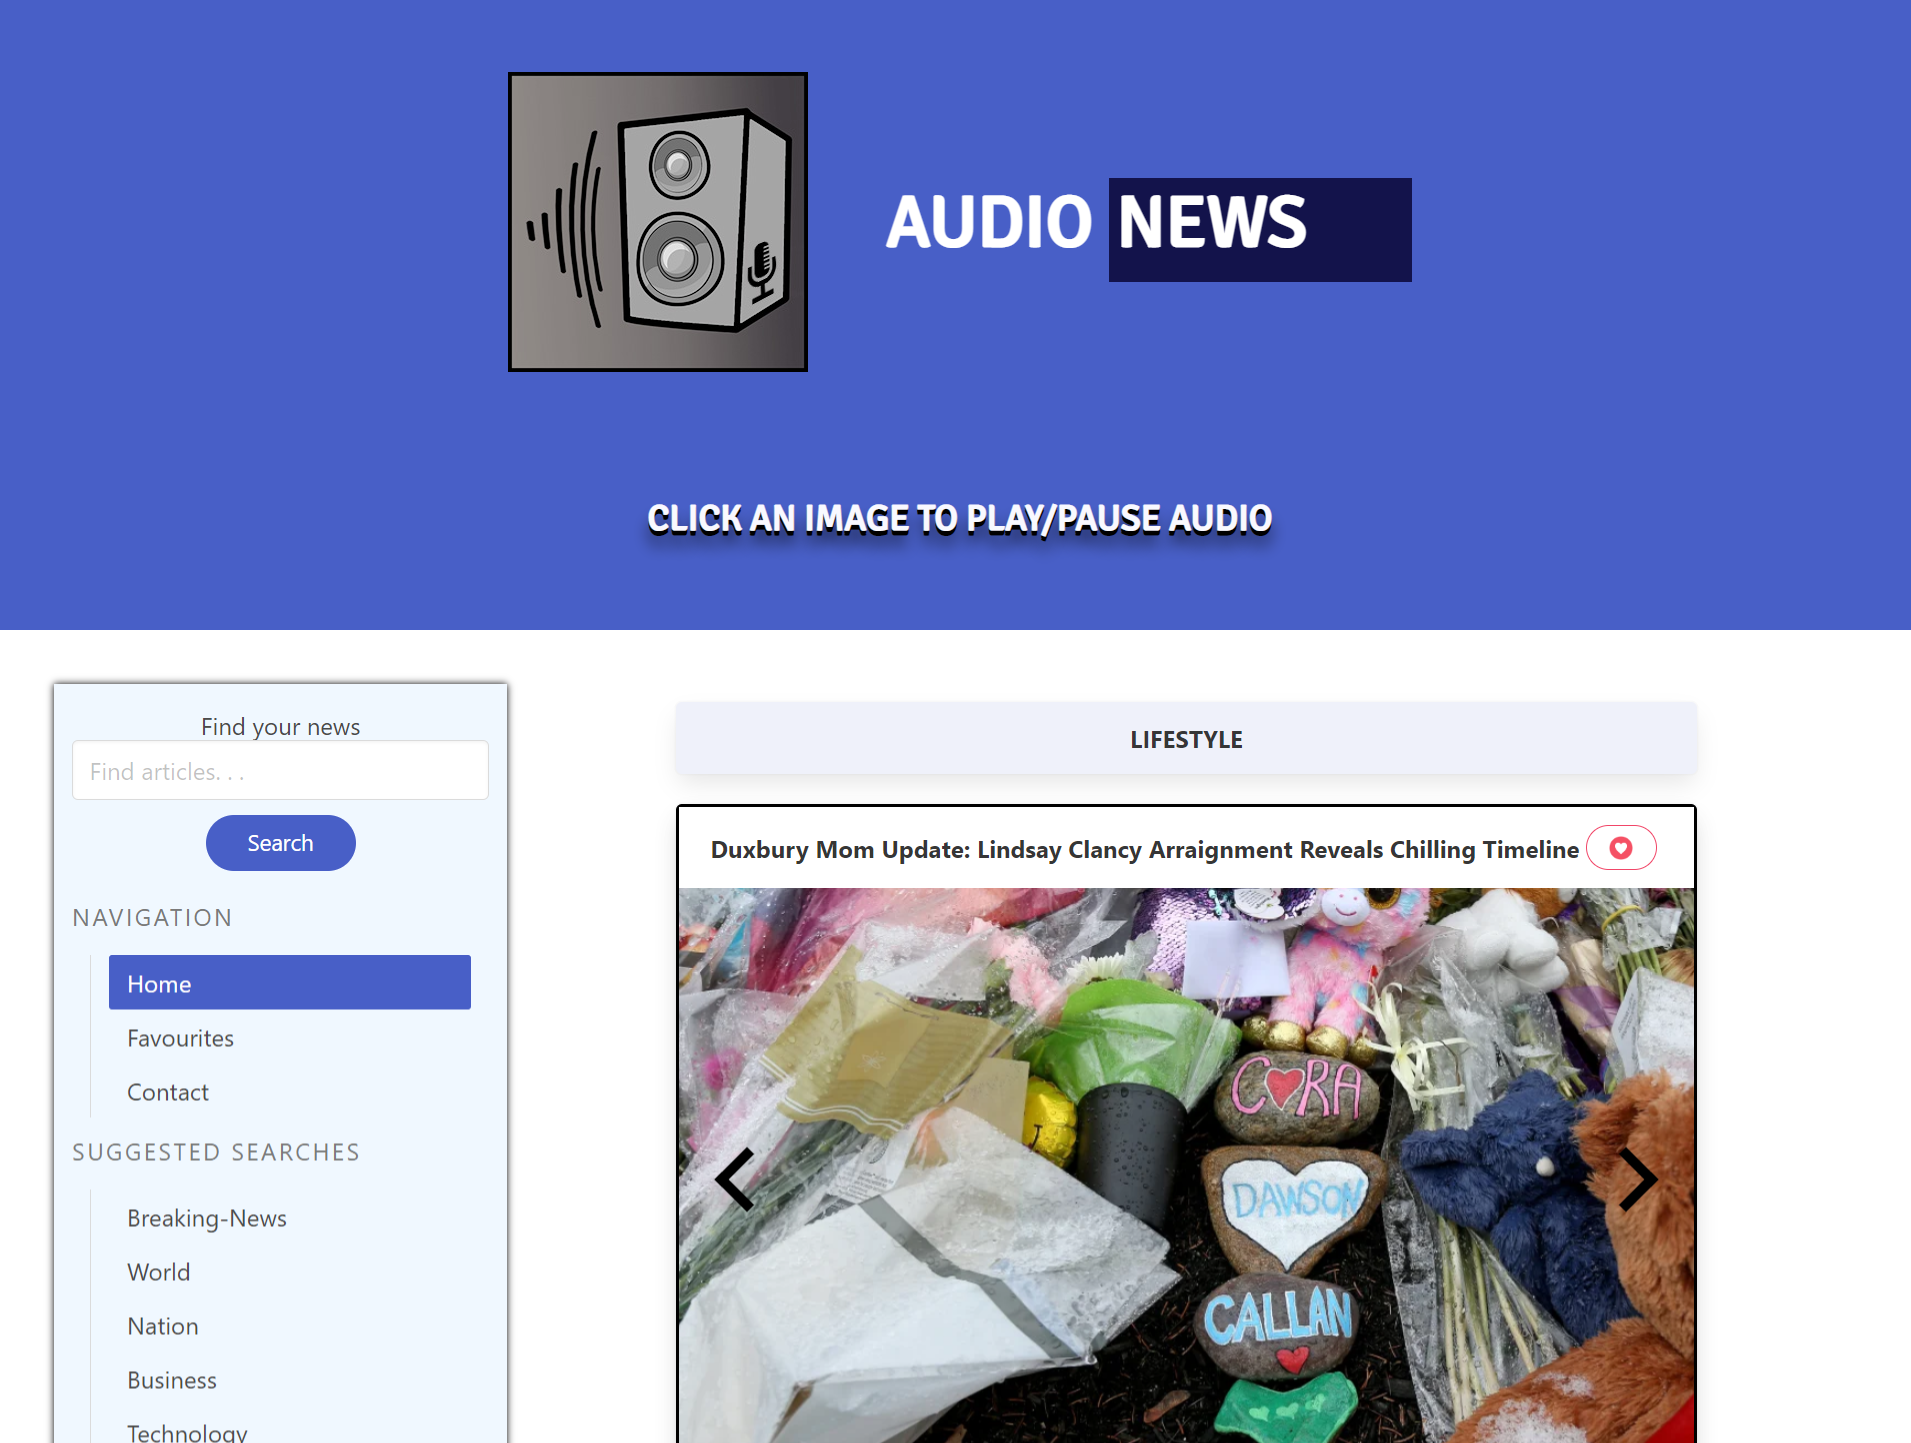 AUDIO NEWS
CLICK AN IMAGE TO PLAY/PAUSE AUDIO
Find your news
Find articles. . .
Search
NAVIGATION
Home
Favourites
Contact
SUGGESTED SEARCHES
Breaking-News
World
Nation
Business
Technology
LIFESTYLE
Duxbury Mom Update: Lindsay Clancy Arraignment Reveals Chilling Timeline
CORA
DAWSON
CALLAN